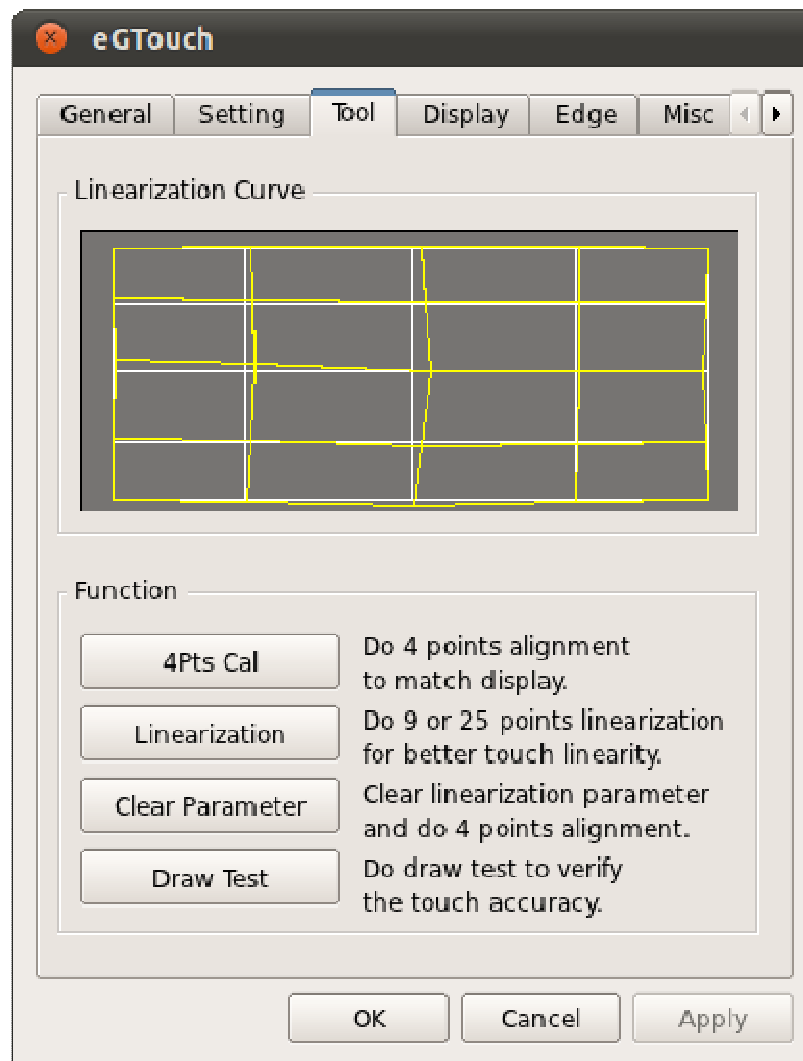 eGTouch
General Setting Tool Display Edge Misc
Linearization Curve
Function
4Pts Cal
Do 4 points alignment
to match display.
Linearization
Do 9 or 25 points linearization
for better touch linearity.
Clear Parameter
Clear linearization parameter
and do 4 points alignment.
Draw Test
Do draw test to verify
the touch accuracy.
OK Cancel Apply